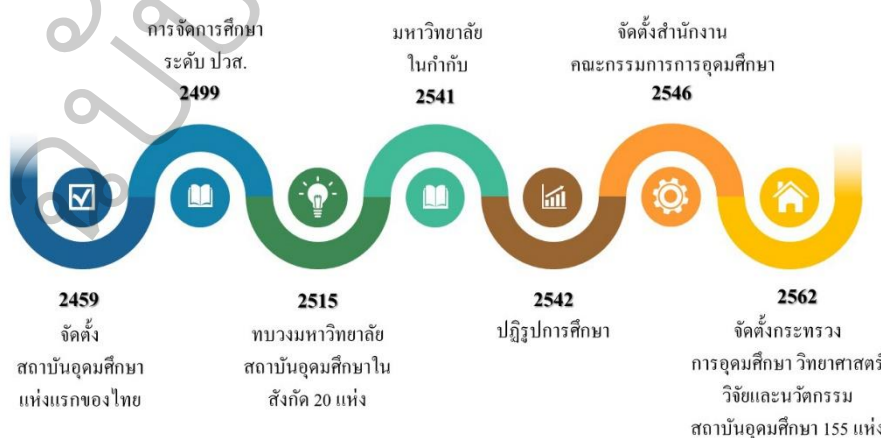 การจัดการศึกษา
ระดับ ปวส.
2499
มหาวิทยาลัย
ในกำกับ
2541
จัดตั้งสำนักงาน
คณะกรรมการการอุดมศึกษา
2546
2459
จัดตั้ง
สถาบันอุดมศึกษา
แห่งแรกของไทย
2515
ทบวงมหาวิทยาลัย
สถาบันอุดมศึกษาใน
สังกัด 20 แห่ง
2542
ปฏิรูปการศึกษา
2562
จัดตั้งกระทรวง
การอุดมศึกษา วิทยาศาสตร์
วิจัยและนวัตกรรม
สถาบันอุดมศึกษา 155 แห่ง